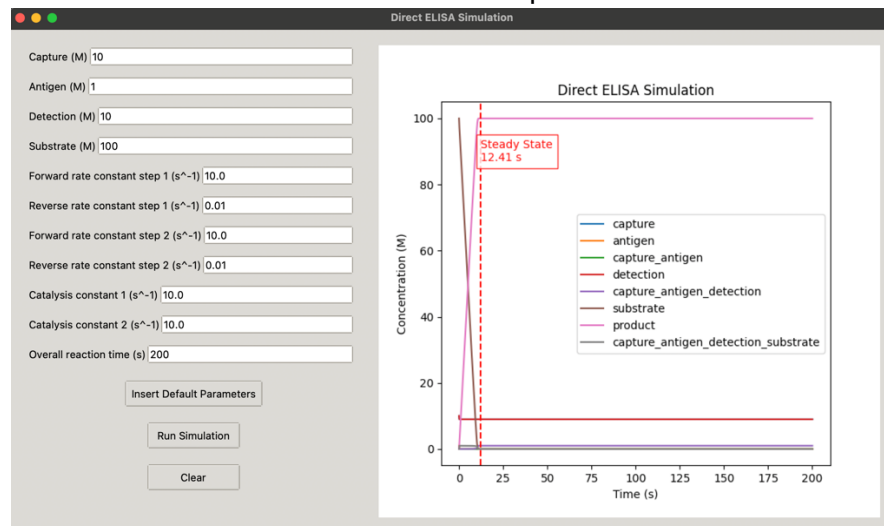 Direct ELISA Simulation
Capture (M) 10
Antigen (M) 1
Detection (M) 10
Substrate (M) 100
Forward rate constant step 1 (s^-1) 10.0
Reverse rate constant step 1 (s^-1) 0.01
Forward rate constant step 2 (s^-1) 10.0
Reverse rate constant step 2 (s^-1) 0.01
Catalysis constant 1 (s^-1) 10.0
Catalysis constant 2 (s^-1) 10.0
Overall reaction time (s) 200
Insert Default Parameters
Run Simulation
Clear
Direct ELISA Simulation
Concentration (M)
100
80
60
40
20
0
Steady State
12.41 s
capture
antigen
capture_antigen
detection
capture_antigen_detection
substrate
product
capture_antigen_detection_substrate
0 25 50 75 100 125 150 175 200
Time (s)